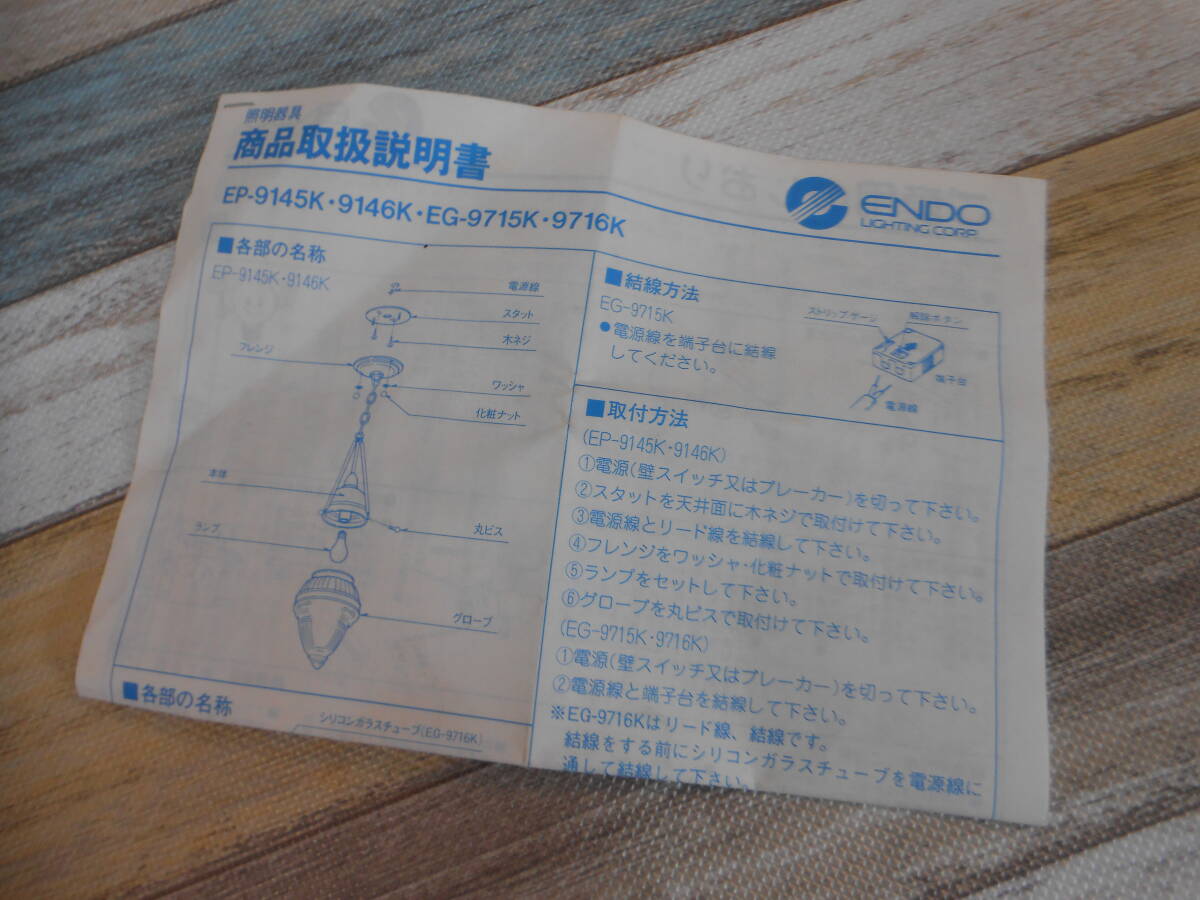 照明器具
商品取扱説明書
ENDO
LIGHTING CORP.
EP-9145K・9146K・EG-9715K・9716K
■各部の名称
EP-9145K・9146K
電源線
スタット
木ネジ
フレンジ
ワッシャ
化粧ナット
本体
丸ビス
ランプ
グローブ
■各部の名称
シリコンガラスチューブ(EG-9716K)
■結線方法
EG-9715K
●電源線を端子台に結線
してください。
ストリップゲージ
解除ボタン
端子台
電源線
■取付方法
(EP-9145K・9146K)
①電源(壁スイッチ又はブレーカー)を切って下さい。
②スタットを天井面に木ネジで取付けて下さい。
③電源線とリード線を結線して下さい。
④フレンジをワッシャ・化粧ナットで取付けて下さい。
⑤ランプをセットして下さい。
⑥グローブを丸ビスで取付けて下さい。
(EG-9715K・9716K)
①電源(壁スイッチ又はブレーカー)を切って下さい。
②電源線と端子台を結線して下さい。
※EG-9716Kはリード線、結線です。
結線をする前にシリコンガラスチューブを電源線に
通して結線して下さい。